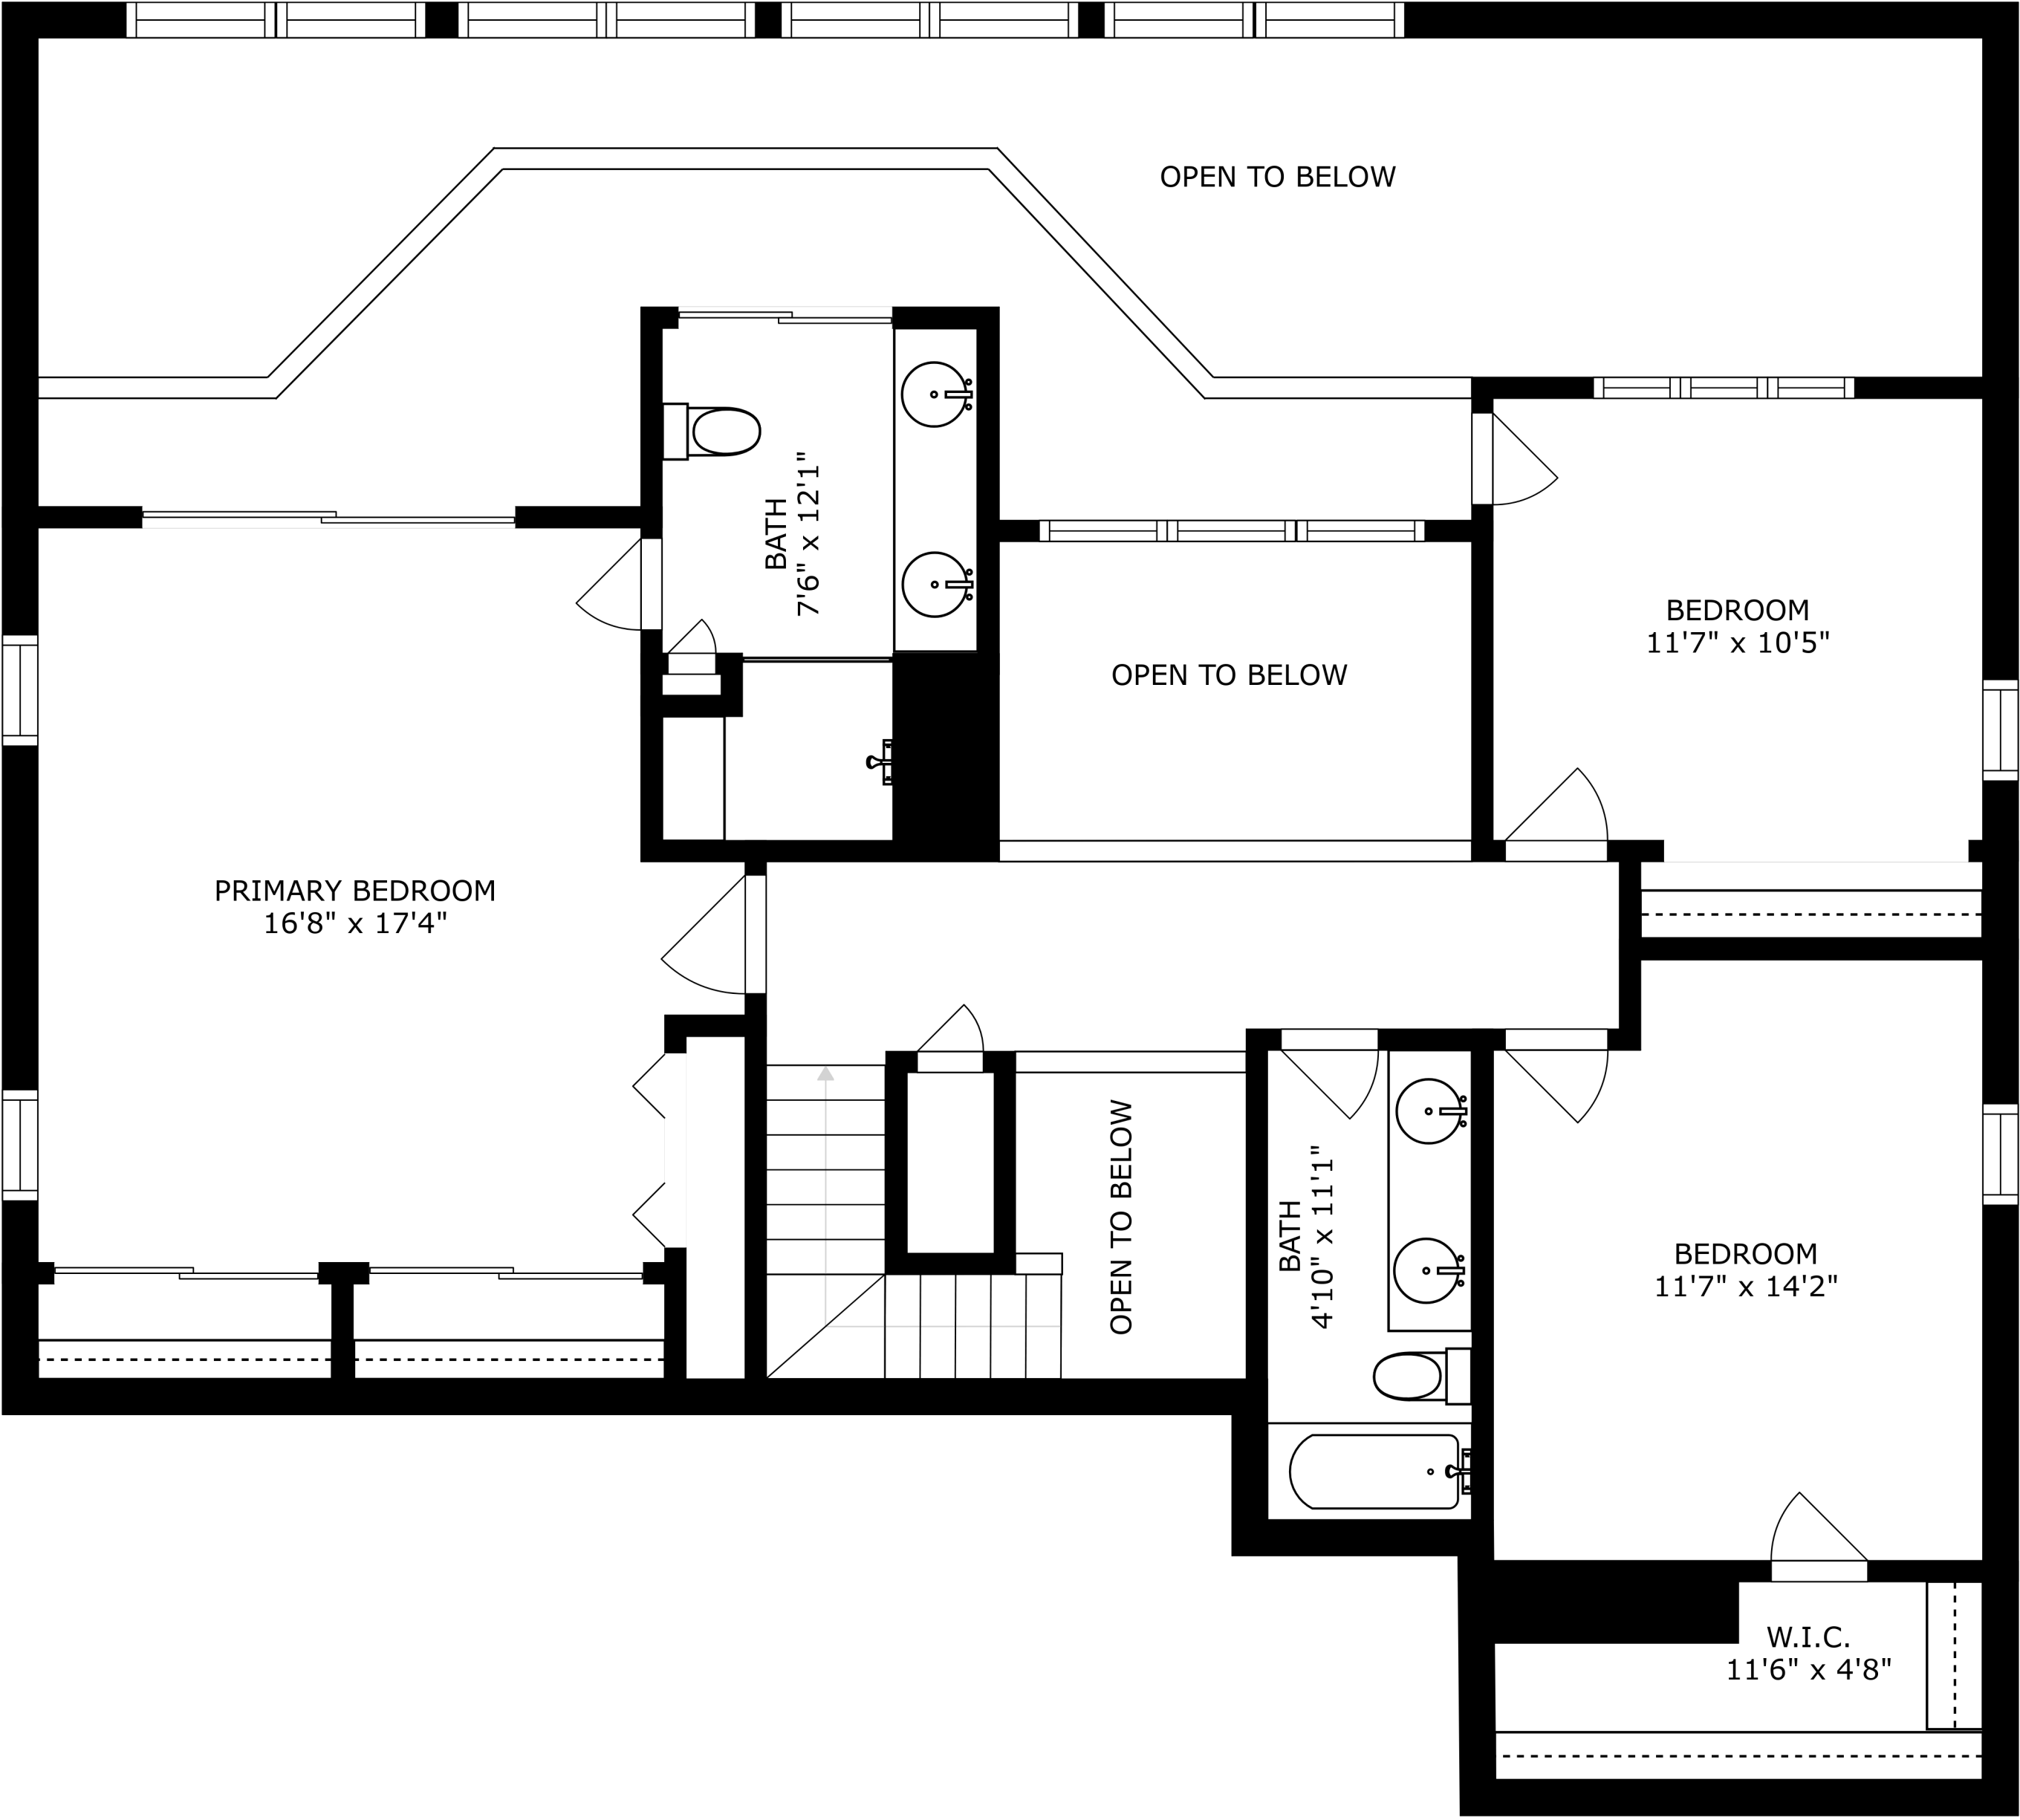 OPEN TO BELOW
BATH
7'6" x 12'1"
BEDROOM
11'7" x 10'5"
OPEN TO BELOW
PRIMARY BEDROOM
16'8" x 17'4"
OPEN TO BELOW
BATH
4'10" x 11'1"
BEDROOM
11'7" x 14'2"
W.I.C.
11'6" x 4'8"